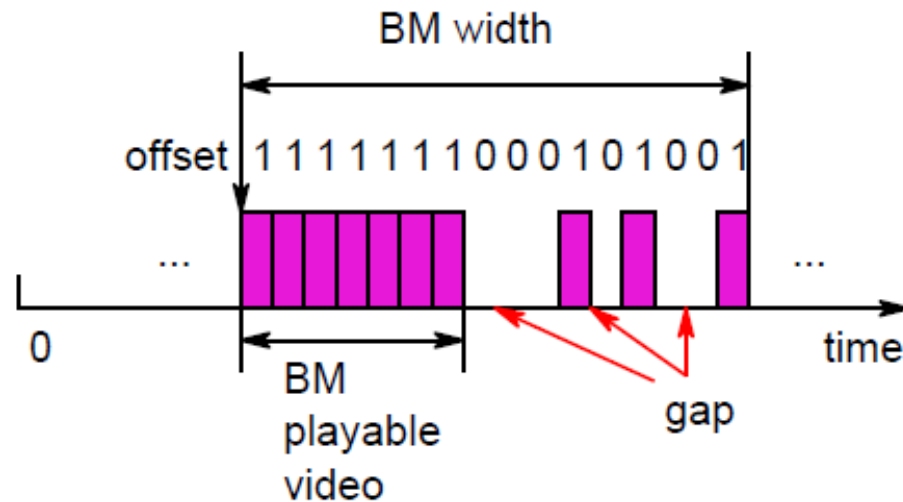 BM width
offset 1 1 1 1 1 1 1 0 0 0 1 0 1 0 0 1
... ...
0 time
BM
playable
video
gap